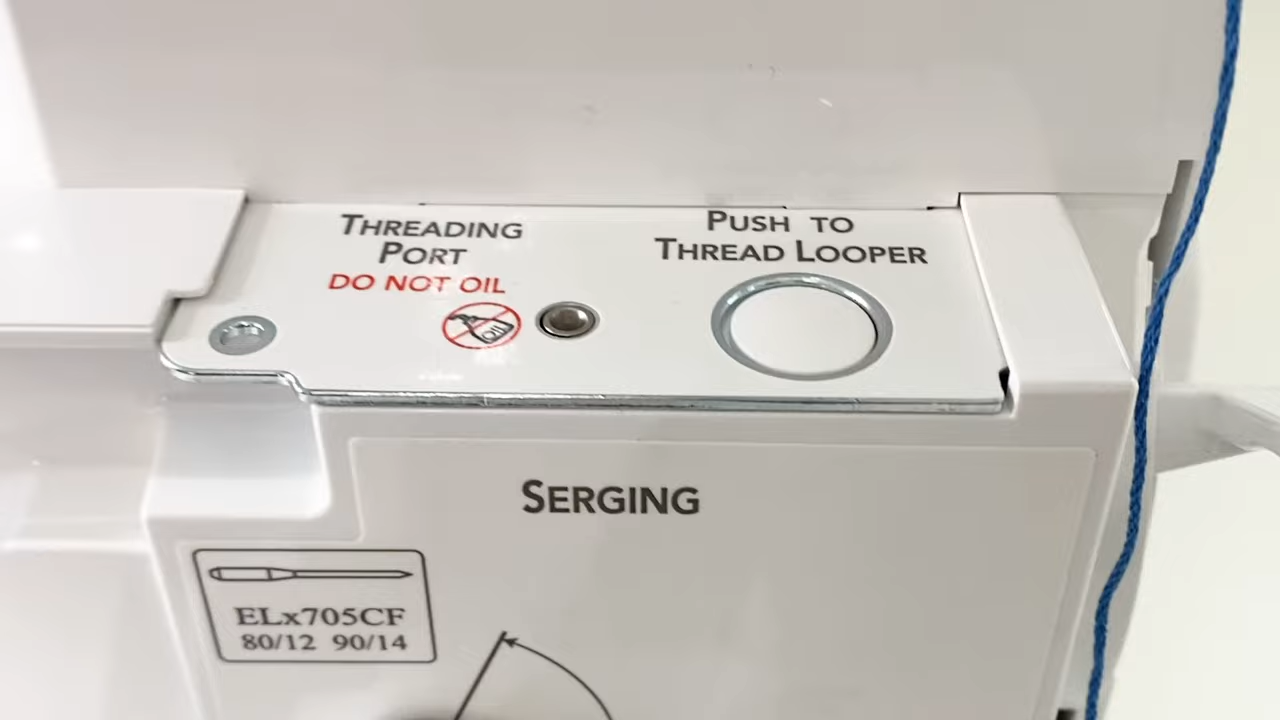 THREADING
PORT
DO NOT OIL
OIL
PUSH TO
THREAD LOOPER
SERGING
ELx705CF
80/12 90/14